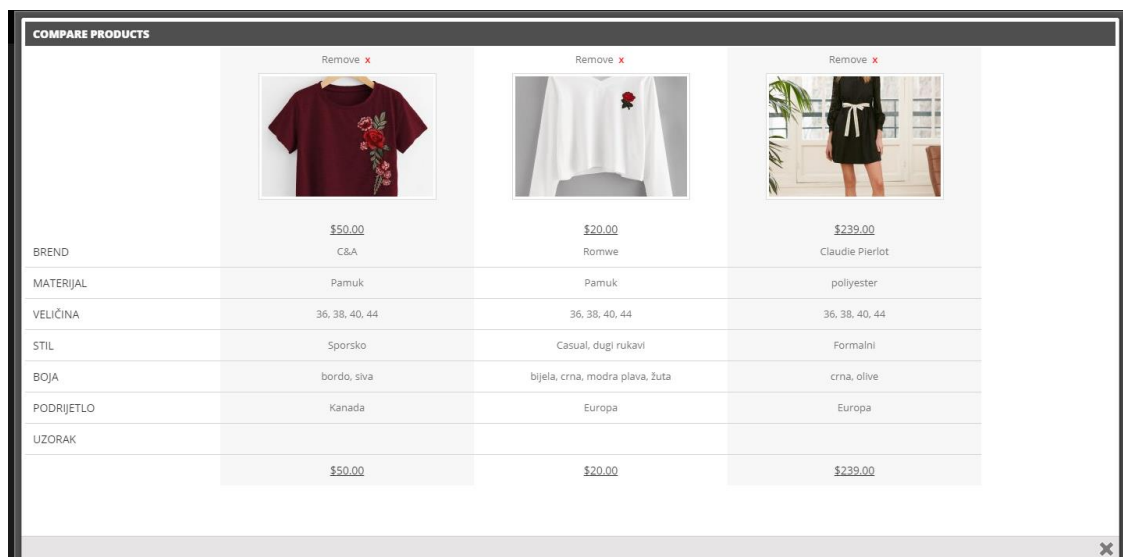 COMPARE PRODUCTS
Remove x Remove x Remove x
$50.00 $20.00 $239.00
BREND C&A Romwe Claudie Pierlot
MATERIJAL Pamuk Pamuk poliyester
VELIČINA 36, 38, 40, 44 36, 38, 40, 44 36, 38, 40, 44
STIL Sporsko Casual, dugi rukavi Formalni
BOJA bordo, siva bijela, crna, modra plava, žuta crna, olive
PODRIJETLO Kanada Europa Europa
UZORAK
$50.00 $20.00 $239.00